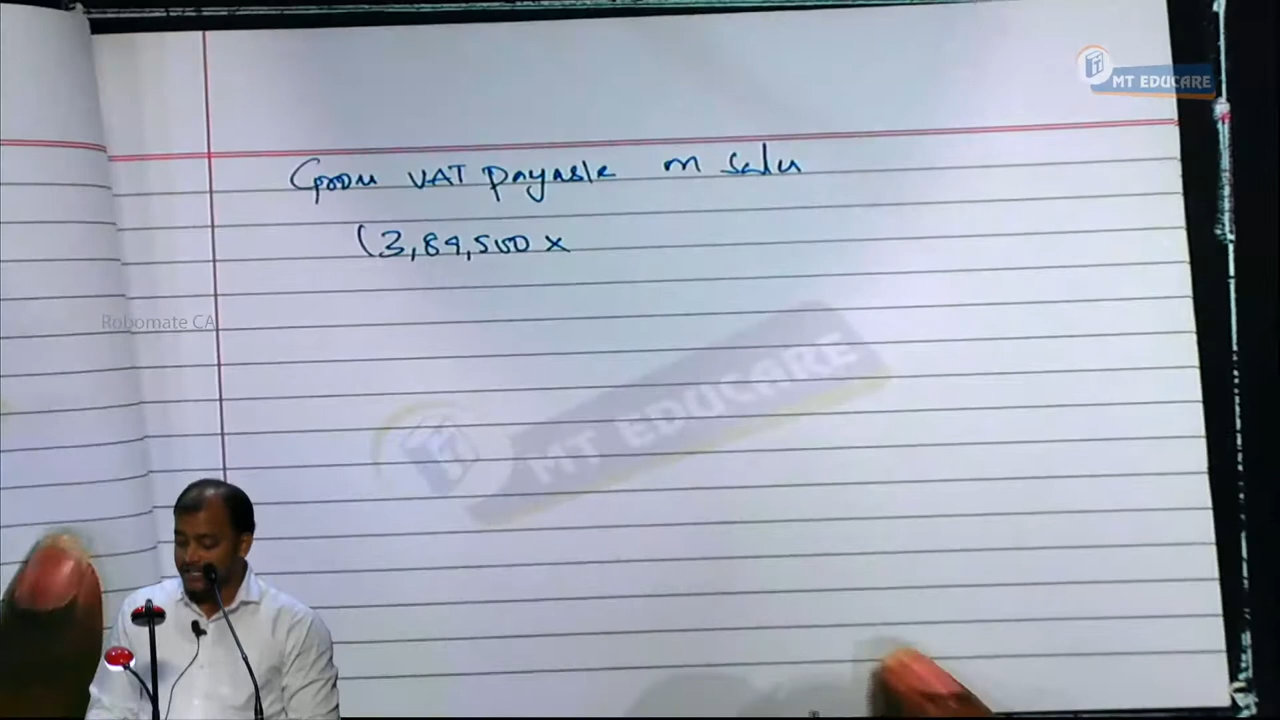 MT EDUCARE
Gross VAT payable on sales
(3,84,500 x
Robomate CA
MT EDUCARE